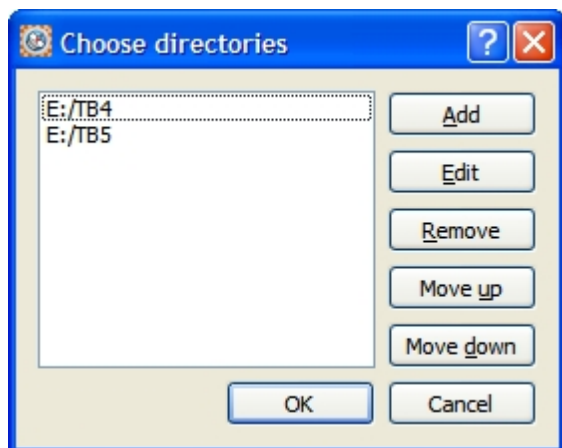 Choose directories
E:/TB4
E:/TB5
Add
Edit
Remove
Move up
Move down
OK
Cancel